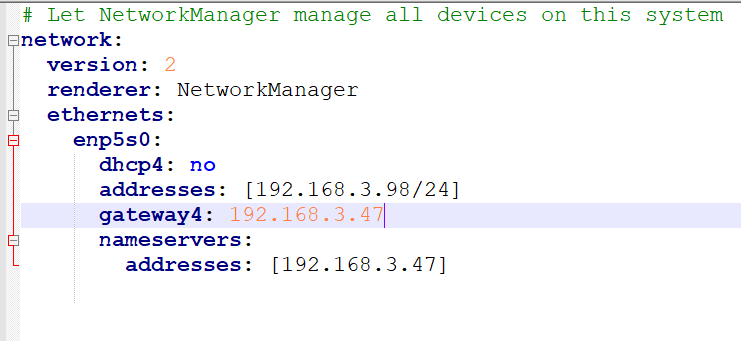 # Let NetworkManager manage all devices on this system
network:
version: 2
renderer: NetworkManager
ethernets:
enp5s0:
dhcp4: no
addresses: [192.168.3.98/24]
gateway4: 192.168.3.47
nameservers:
addresses: [192.168.3.47]